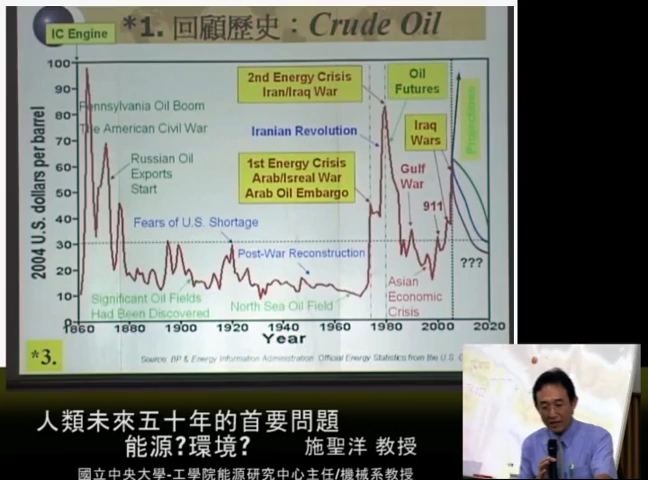 IC Engine
*1. 回顧歷史：Crude Oil
2004 U.S. dollars per barrel
100
90
80
70
60
50
40
30
20
10
0
Pennsylvania Oil Boom
The American Civil War
Russian Oil
Exports
Start
Fears of U.S. Shortage
Significant Oil Fields
Had Been Discovered
2nd Energy Crisis
Iran/Iraq War
Iranian Revolution
1st Energy Crisis
Arab/Isreal War
Arab Oil Embargo
Post-War Reconstruction
North Sea Oil Field
Oil
Futures
Iraq
Wars
Gulf
War
911
Asian
Economic
Crisis
Projections
???
1860 1880 1900 1920 1940 1960 1980 2000 2020
Year
*3.
Source: BP & Energy Information Administration. Official Energy Statistics from the U.S. G
人類未來五十年的首要問題
能源?環境? 施聖洋 教授
國立中央大學-工學院能源研究中心主任/機械系教授